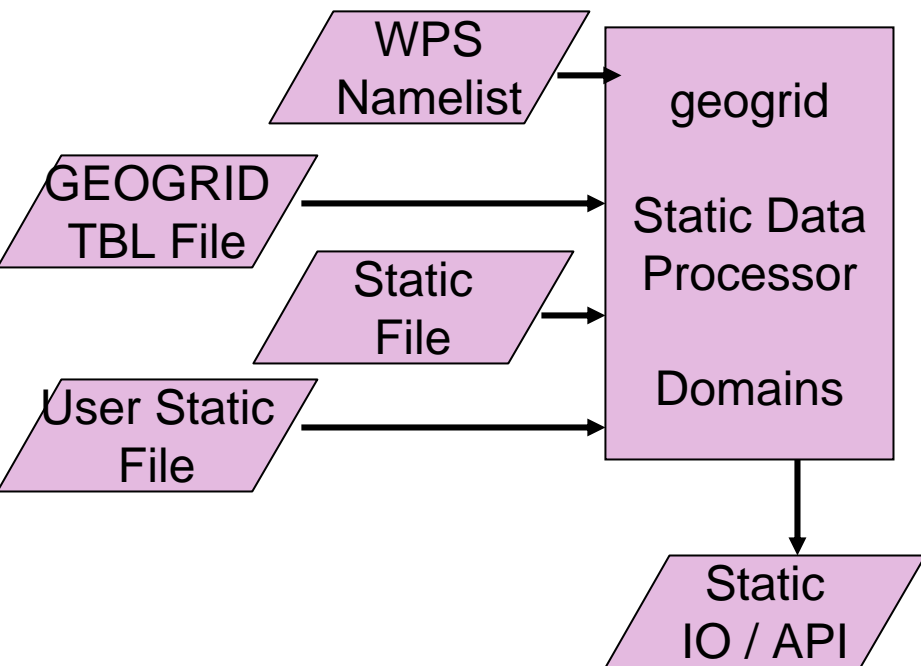 WPS
Namelist
GEOGRID
TBL File
Static
File
User Static
File
geogrid
Static Data
Processor
Domains
Static
IO / API